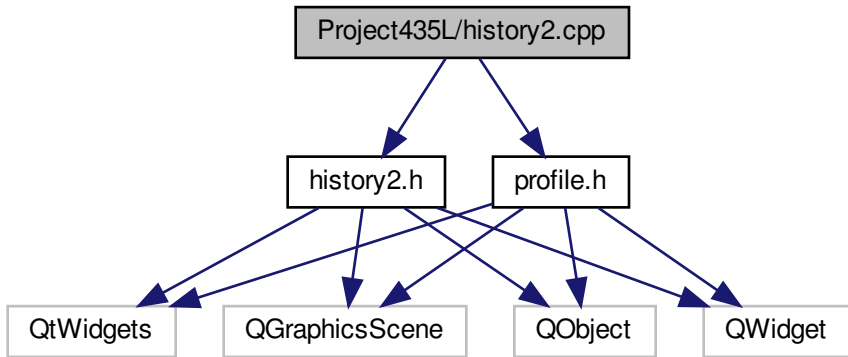 Project435L/history2.cpp
history2.h
profile.h
QtWidgets
QGraphicsScene
QObject
QWidget